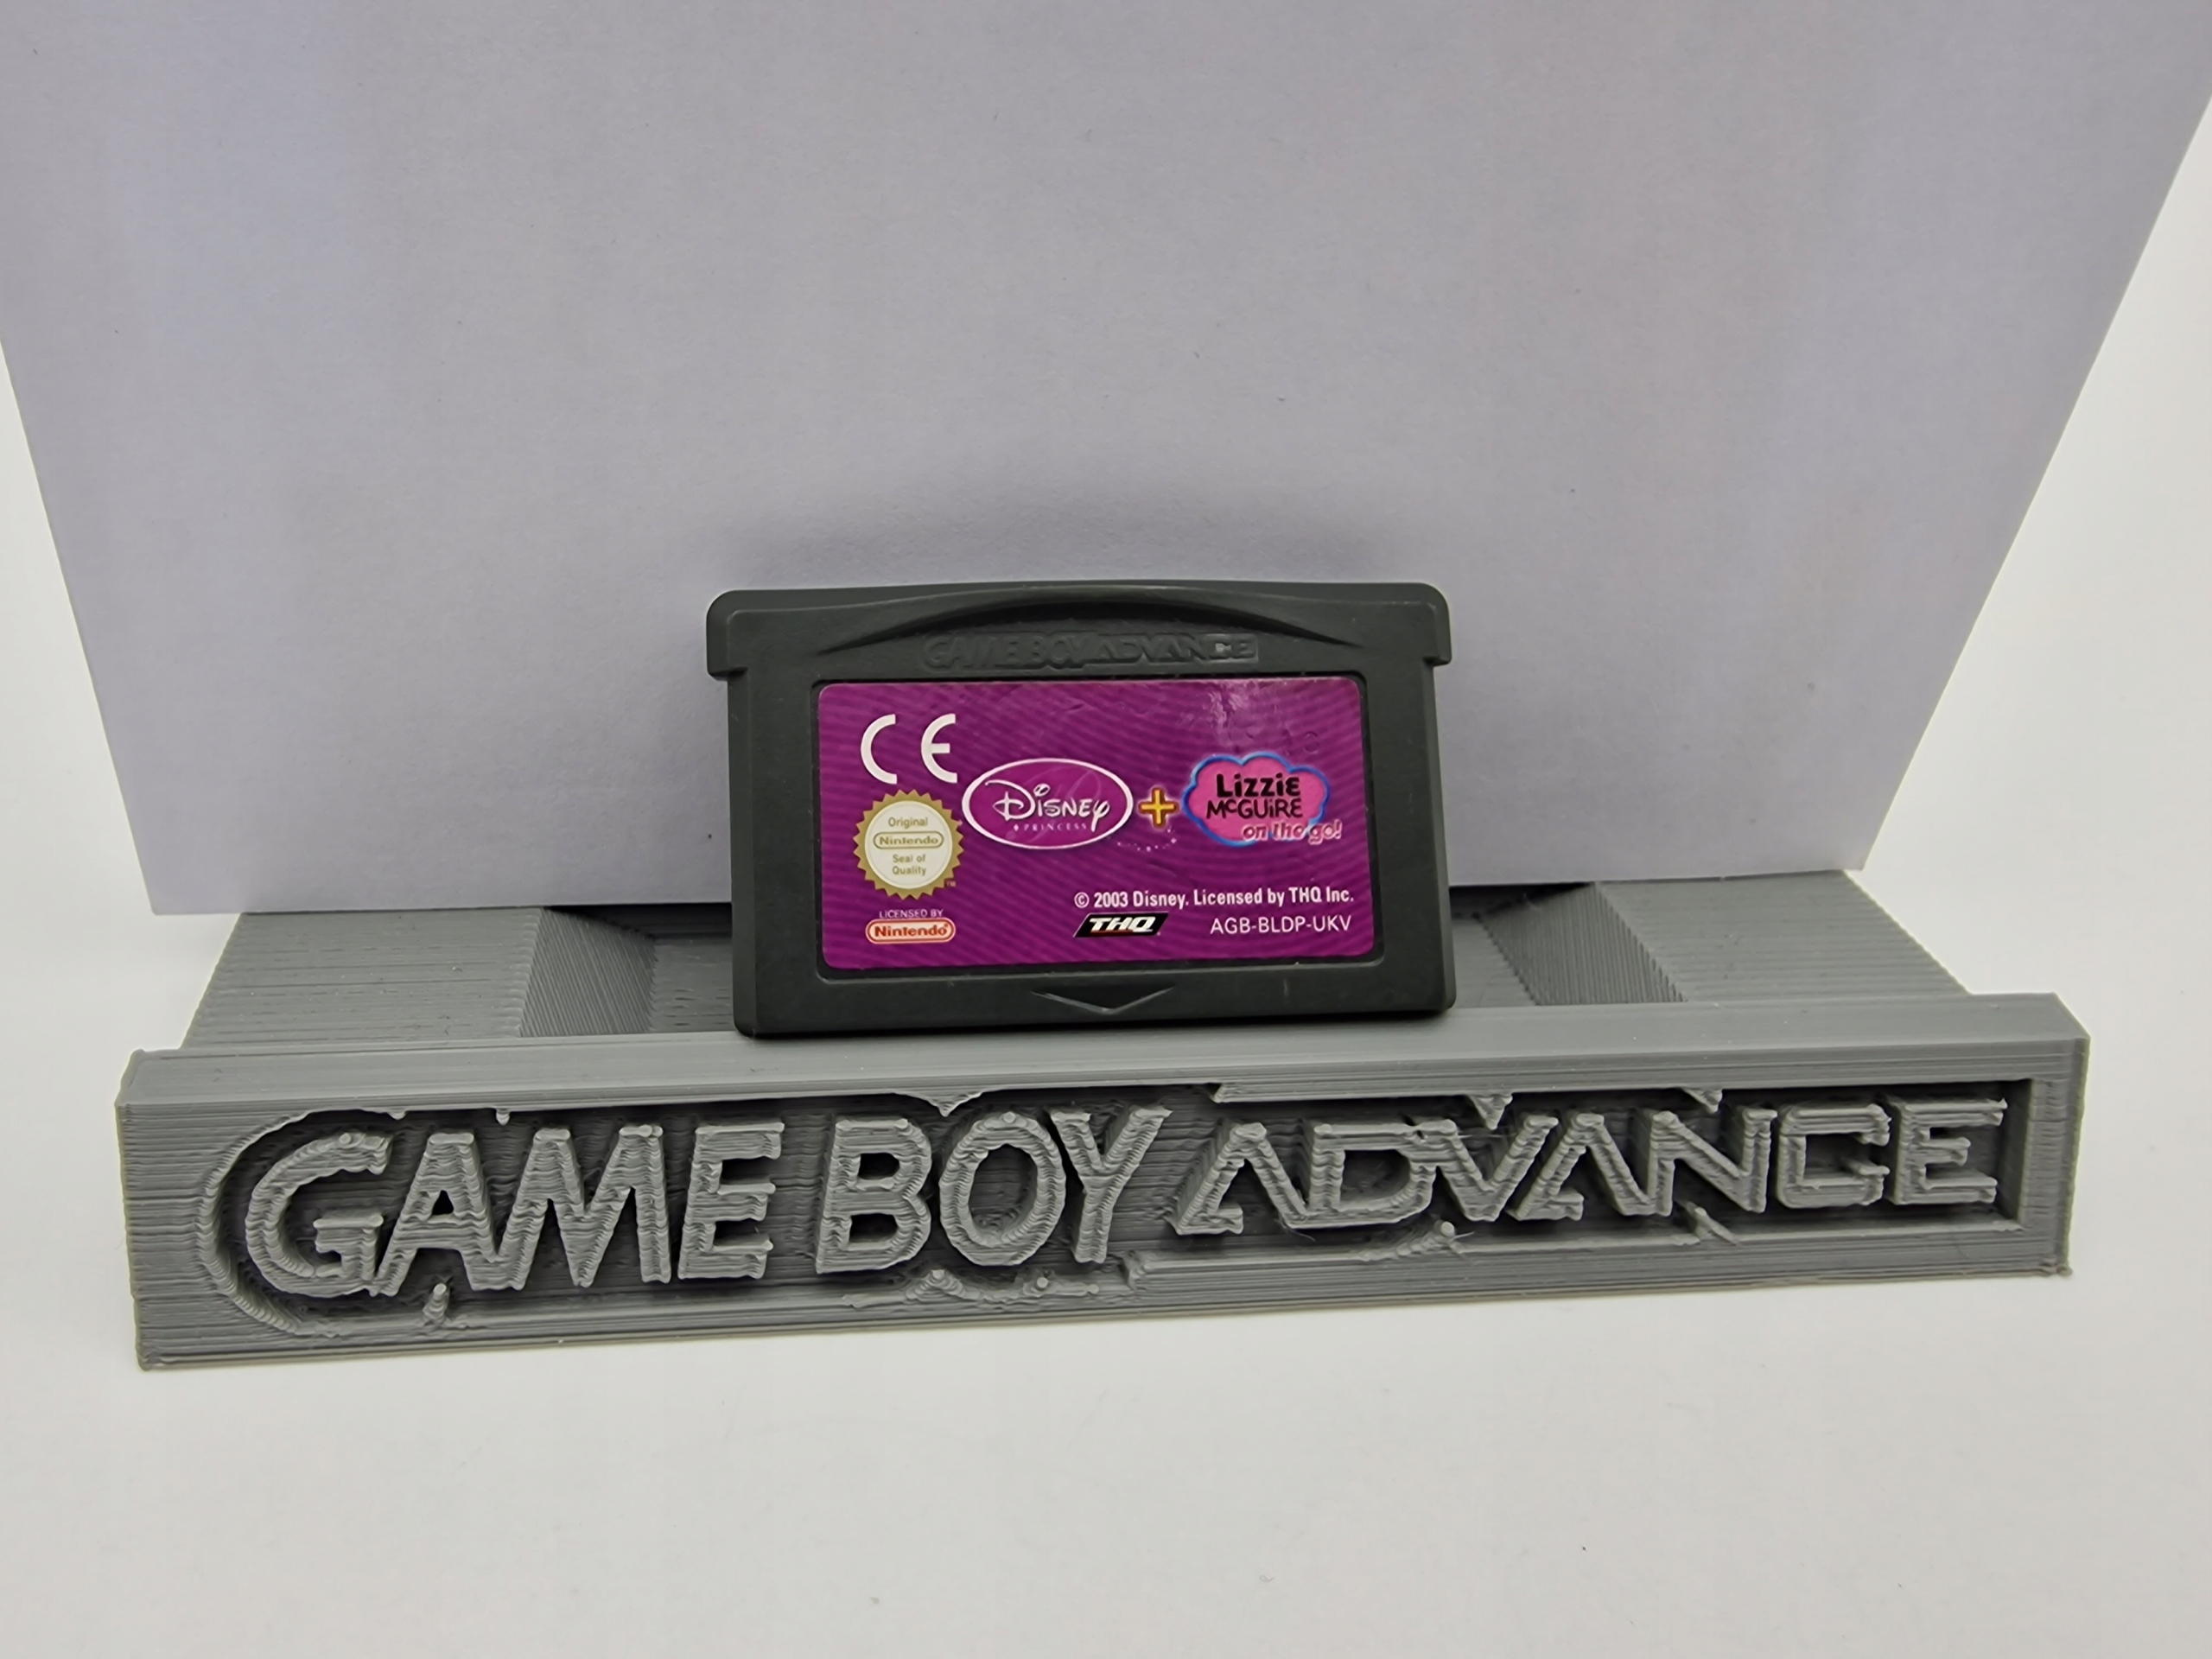 GAME BOY ADVANCE
CE
Disney
PRINCESS
+
Lizzie
McGUiRE
on the go!
Original
Nintendo
Seal of
Quality
TM
© 2003 Disney. Licensed by THQ Inc.
LICENSED BY
Nintendo
THQ
AGB-BLDP-UKV
GAME BOY ADVANCE